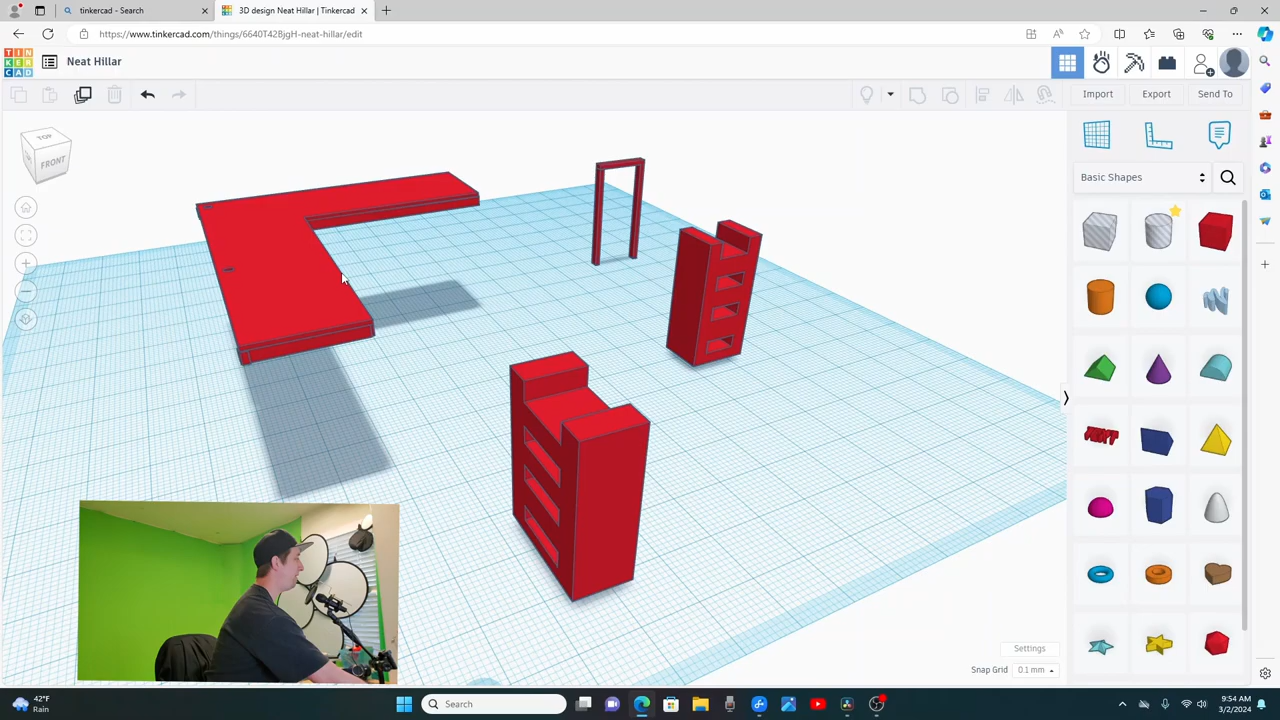 tinkercad - Search
3D design Neat Hillar | Tinkercad
https://www.tinkercad.com/things/6640T428jgH-neat-hillar/edit
TIN
KER
CAD
Neat Hillar
Import
Export
Send To
TOP
FRONT
Basic Shapes
TEXT
Settings
Snap Grid
0.1 mm
42°F
Rain
Search
9:54 AM
3/2/2024